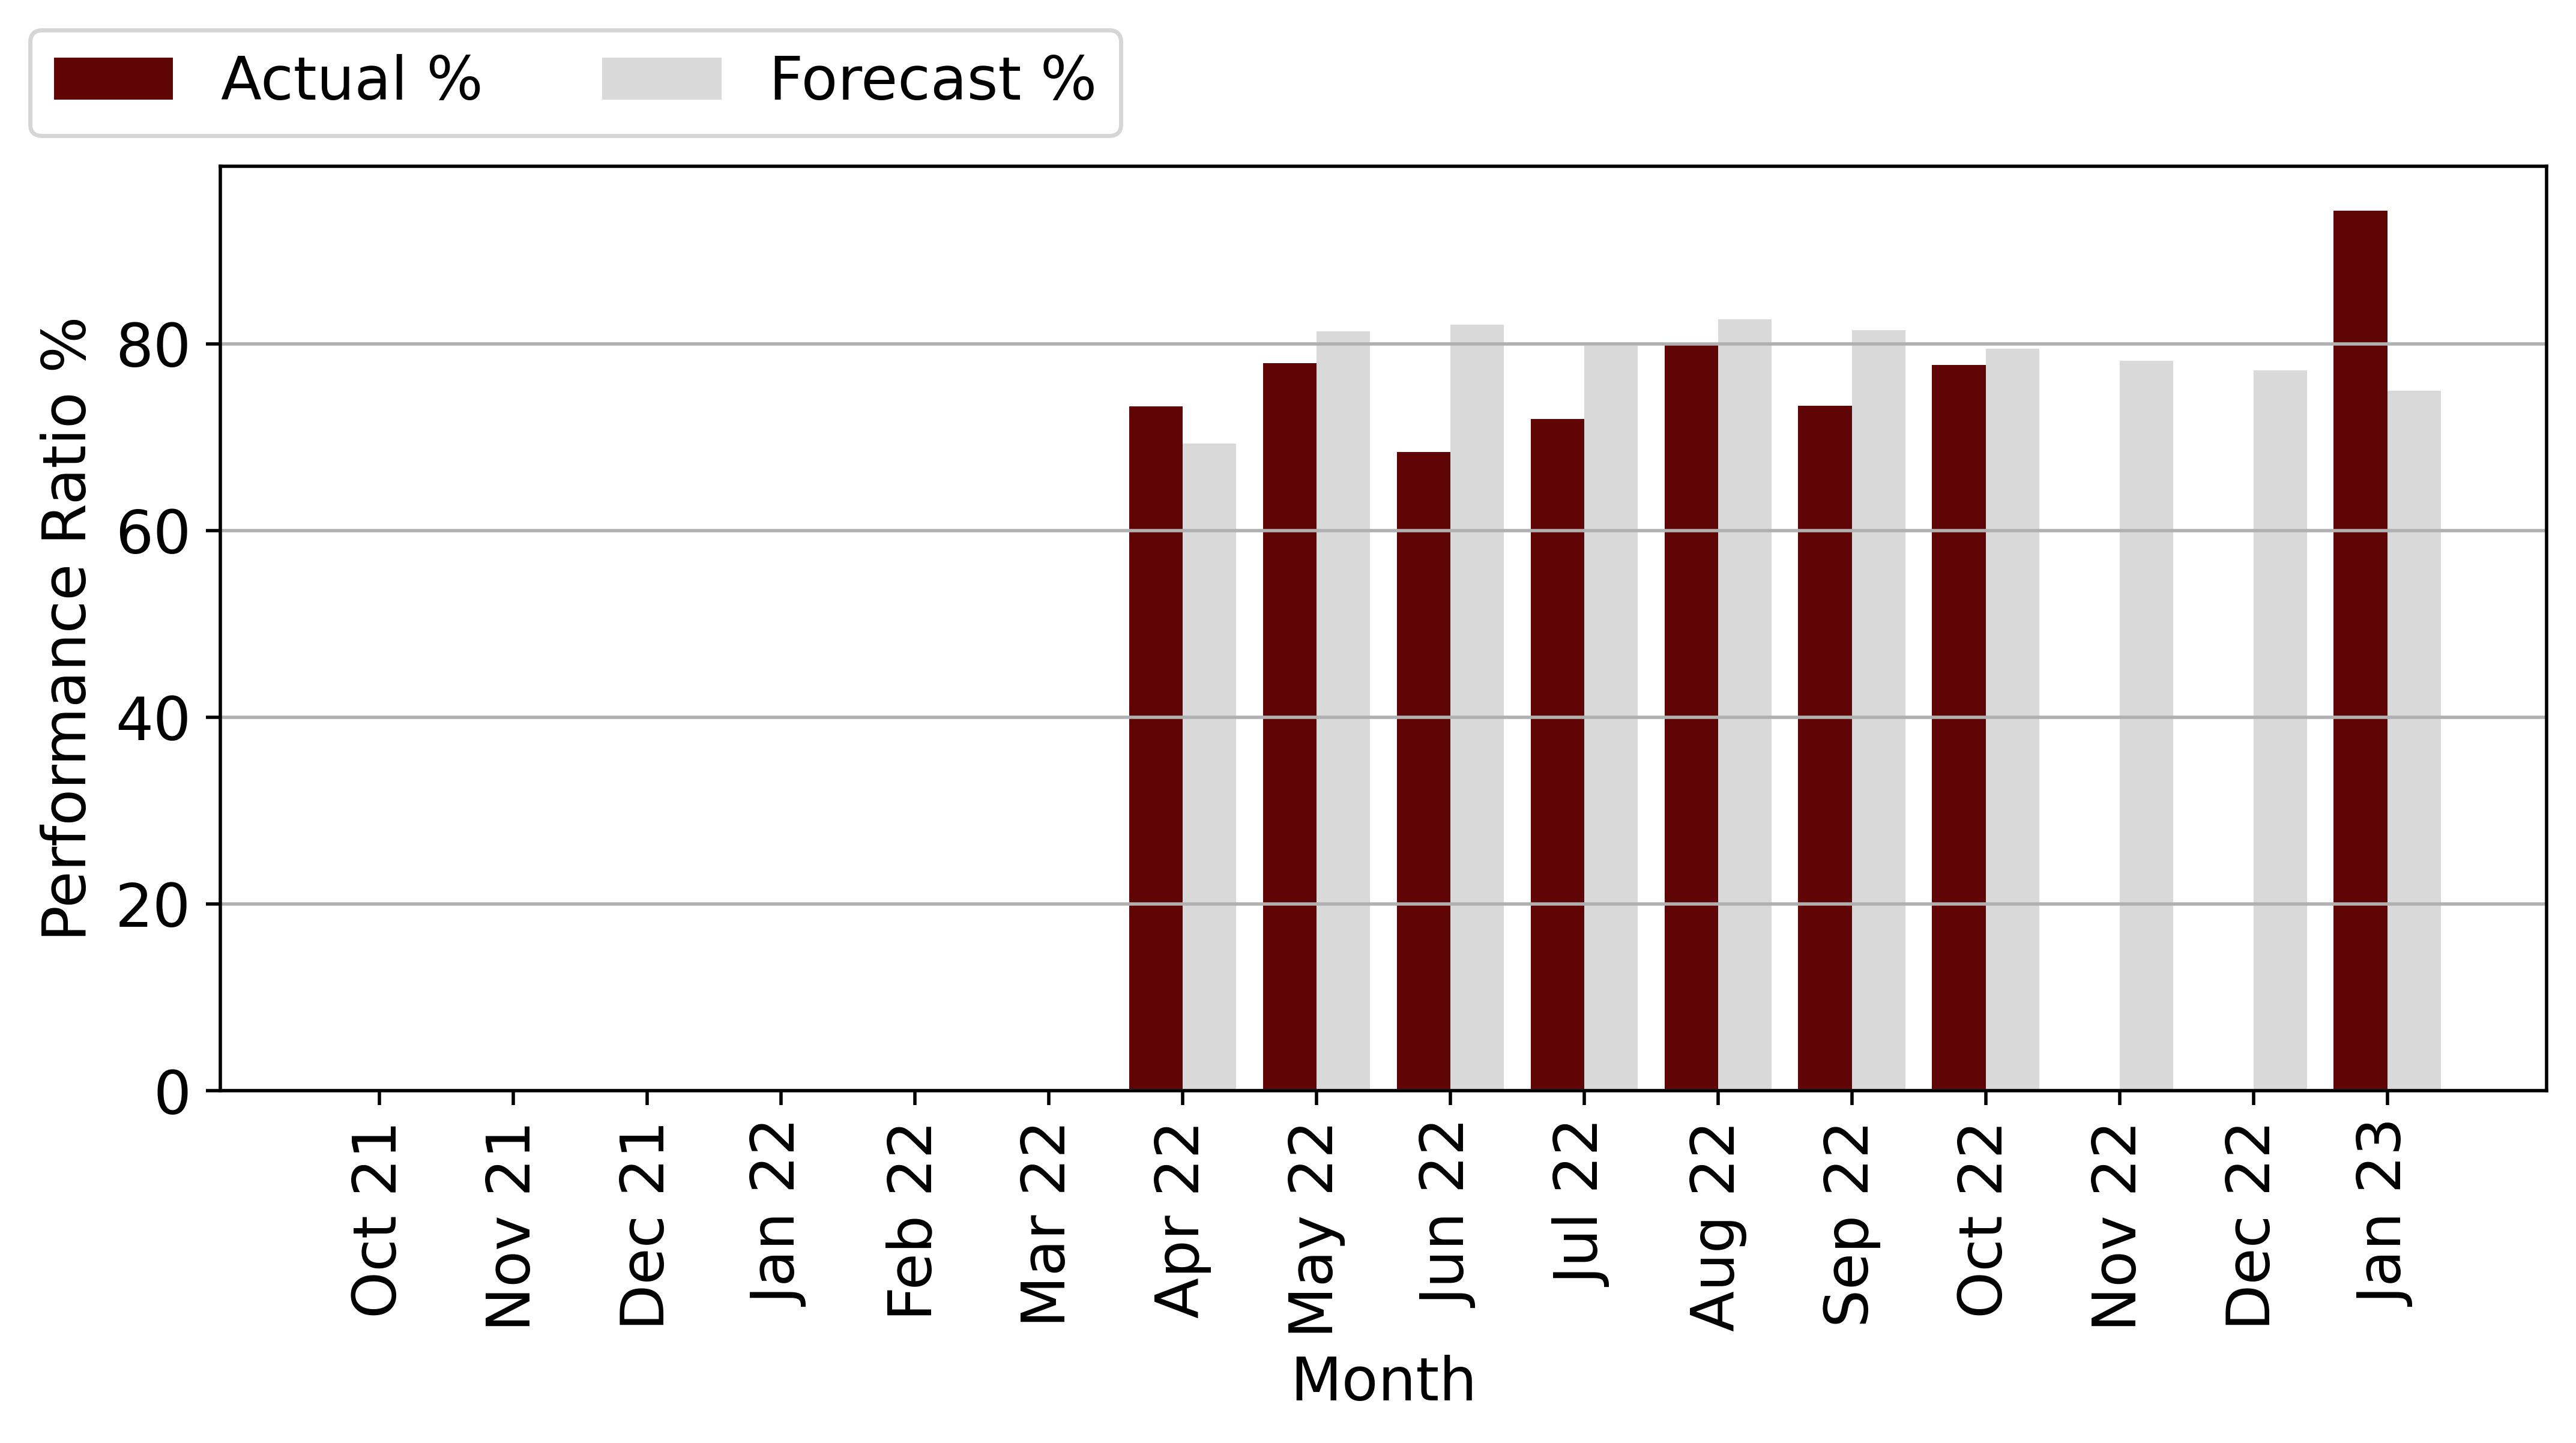 Actual %
Forecast %
Performance Ratio %
80
60
40
20
0
Oct 21
Nov 21
Dec 21
Jan 22
Feb 22
Mar 22
Apr 22
May 22
Jun 22
Jul 22
Aug 22
Sep 22
Oct 22
Nov 22
Dec 22
Jan 23
Month